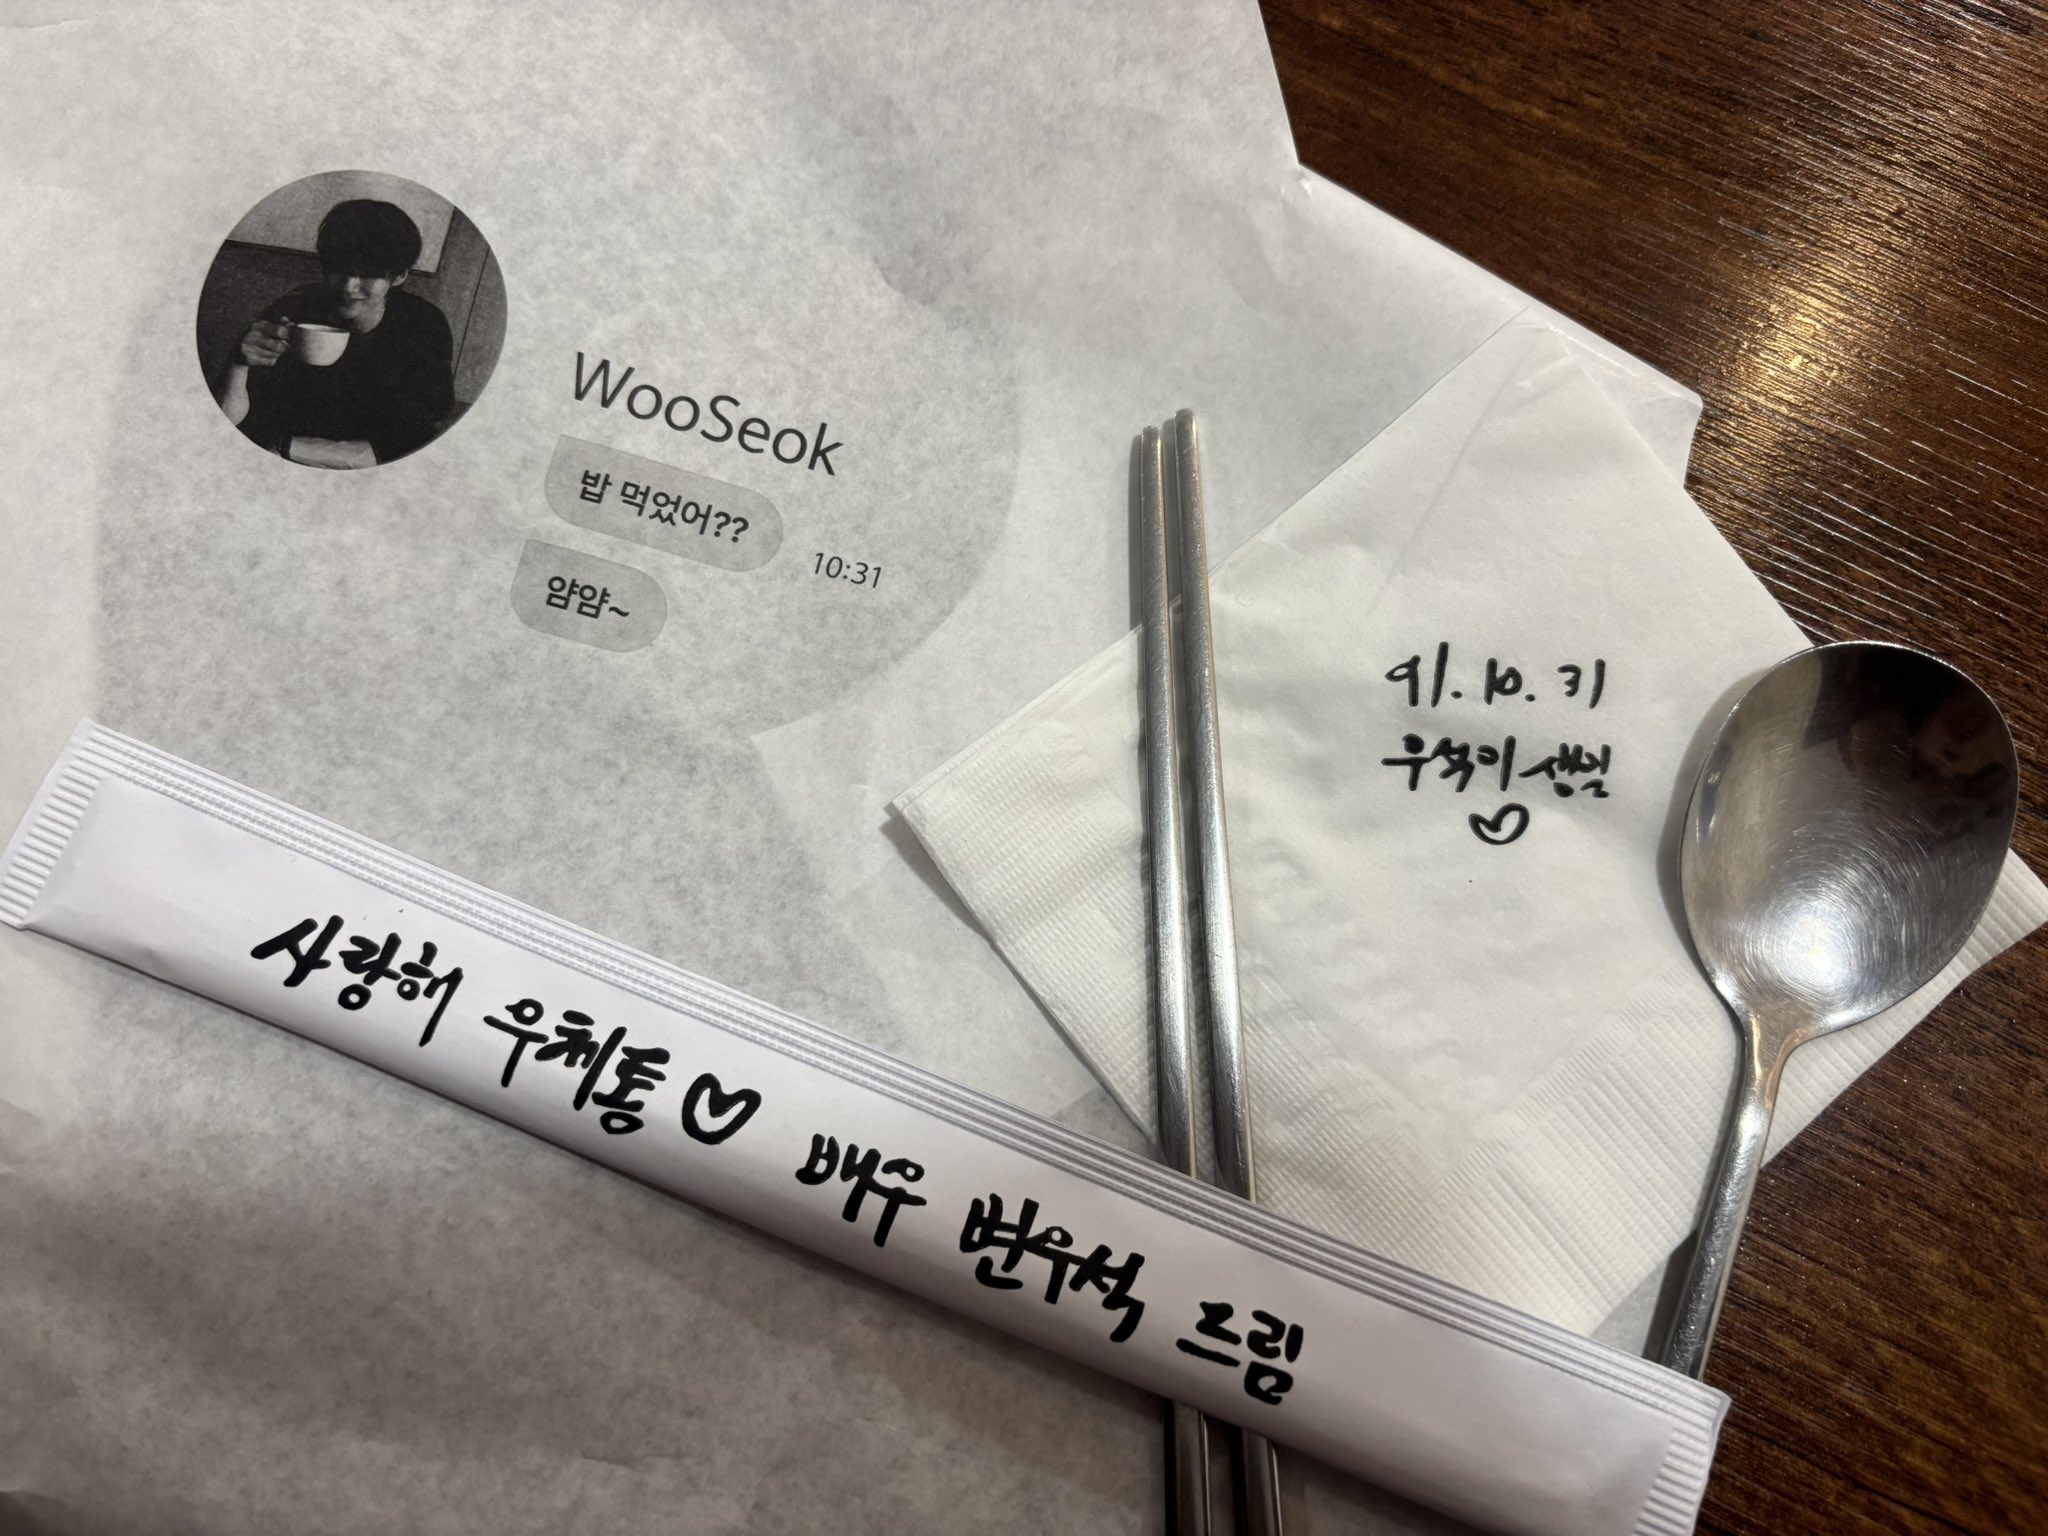 WooSeok
밥 먹었어??
10:31
얌얌~
91.10.31
우석이 생일
♡
사랑해 우체통 ♡ 배우 변우석 드림